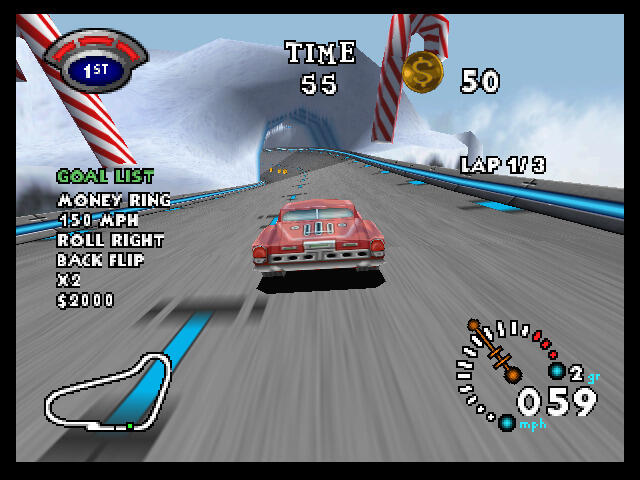 1ST
TIME
55
50
LAP 1/3
GOAL LIST
MONEY RING
150 MPH
ROLL RIGHT
BACK FLIP
X2
$2000
2 gr
059
mph